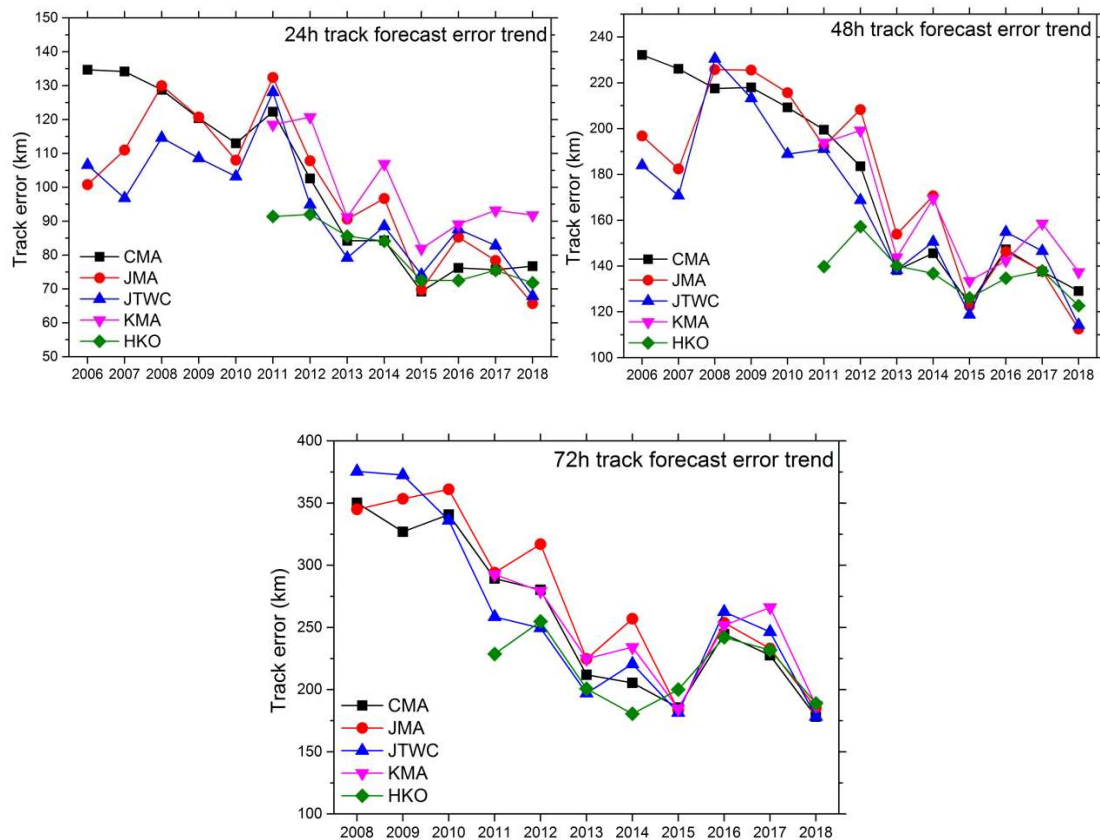 24h track forecast error trend
Track error (km)
150
140
130
120
110
100
90
80
70
60
50
CMA
JMA
JTWC
KMA
HKO
2006 2007 2008 2009 2010 2011 2012 2013 2014 2015 2016 2017 2018
48h track forecast error trend
Track error (km)
240
220
200
180
160
140
120
100
CMA
JMA
JTWC
KMA
HKO
2006 2007 2008 2009 2010 2011 2012 2013 2014 2015 2016 2017 2018
72h track forecast error trend
Track error (km)
400
350
300
250
200
150
100
CMA
JMA
JTWC
KMA
HKO
2008 2009 2010 2011 2012 2013 2014 2015 2016 2017 2018